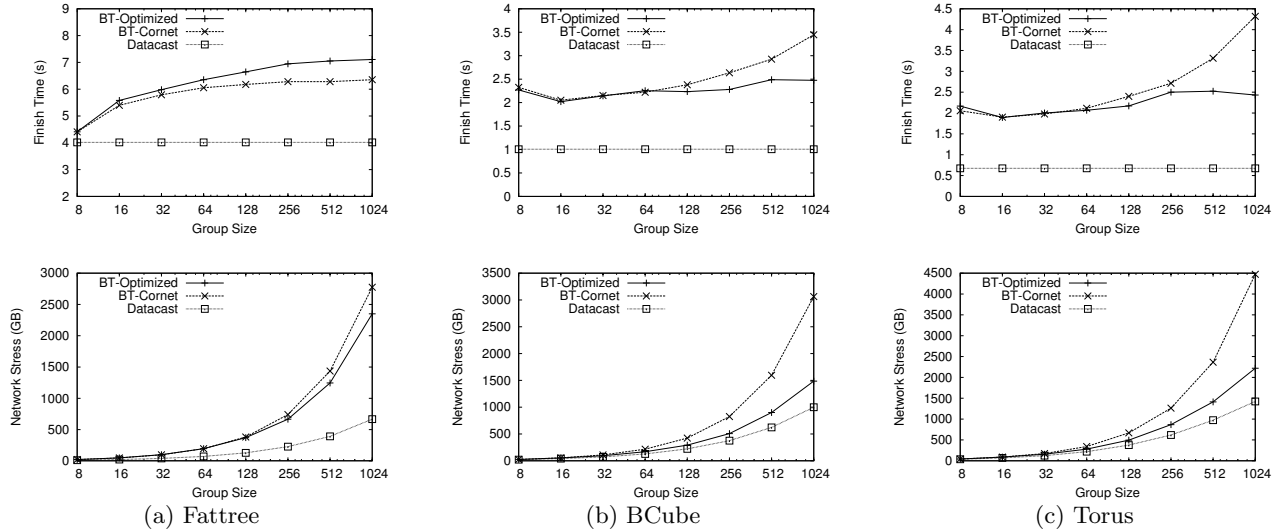 9
8
7
6
5
4
3
2
Finish Time (s)
BT-Optimized
BT-Cornet
Datacast
8 16 32 64 128 256 512 1024
Group Size
4
3.5
3
2.5
2
1.5
1
0.5
0
Finish Time (s)
BT-Optimized
BT-Cornet
Datacast
8 16 32 64 128 256 512 1024
Group Size
5
4.5
4
3.5
3
2.5
2
1.5
1
0.5
0
Finish Time (s)
BT-Optimized
BT-Cornet
Datacast
8 16 32 64 128 256 512 1024
Group Size
3000
2500
2000
1500
1000
500
0
Network Stress (GB)
BT-Optimized
BT-Cornet
Datacast
8 16 32 64 128 256 512 1024
Group Size
(a) Fattree
3500
3000
2500
2000
1500
1000
500
0
Network Stress (GB)
BT-Optimized
BT-Cornet
Datacast
8 16 32 64 128 256 512 1024
Group Size
(b) BCube
4500
4000
3500
3000
2500
2000
1500
1000
500
0
Network Stress (GB)
BT-Optimized
BT-Cornet
Datacast
8 16 32 64 128 256 512 1024
Group Size
(c) Torus